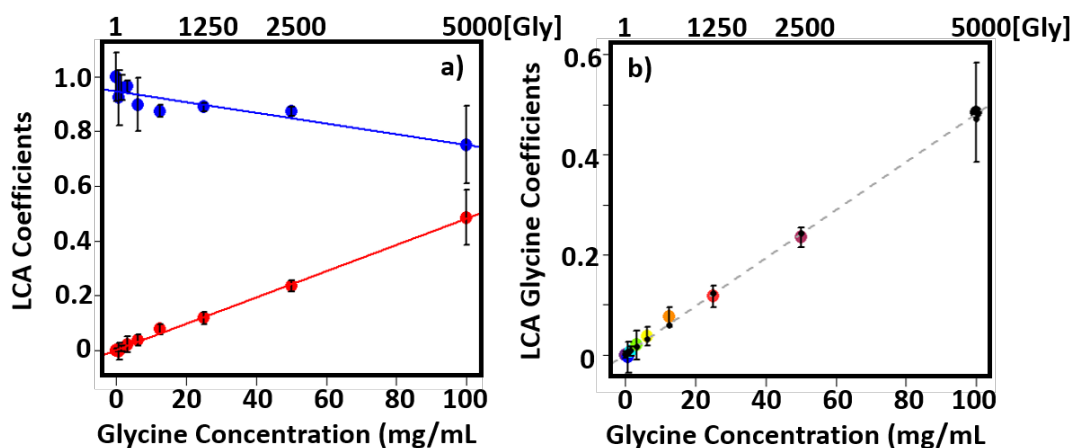 1 1250 2500 5000[Gly]
a)
1.0
0.8
0.6
0.4
0.2
0
LCA Coefficients
0 20 40 60 80 100
Glycine Concentration (mg/mL
1 1250 2500 5000[Gly]
b)
0.6
0.4
0.2
0
LCA Glycine Coefficients
0 20 40 60 80 100
Glycine Concentration (mg/mL